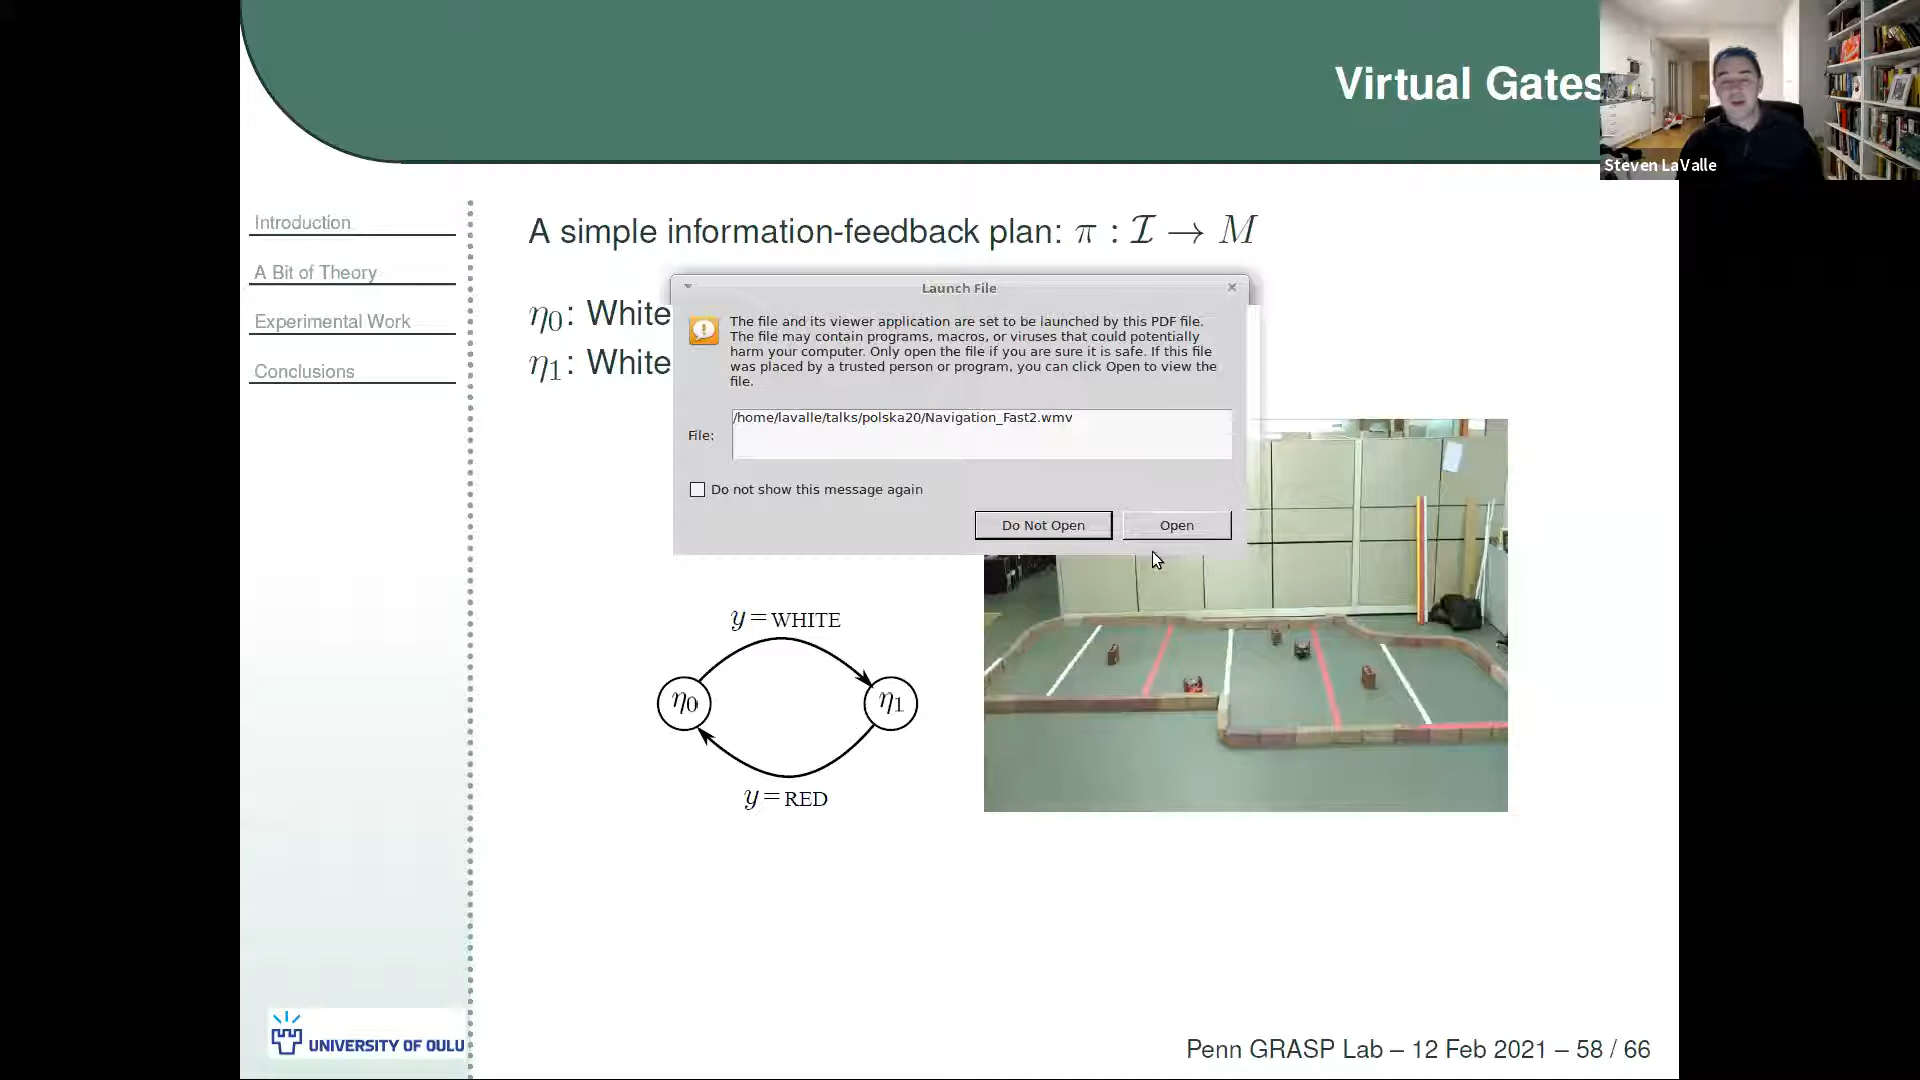 Virtual Gates
Steven LaValle
Introduction
A Bit of Theory
Experimental Work
Conclusions
A simple information-feedback plan: π : ℐ → M
η0: White
η1: White
Launch File
The file and its viewer application are set to be launched by this PDF file.
The file may contain programs, macros, or viruses that could potentially
harm your computer. Only open the file if you are sure it is safe. If this file
was placed by a trusted person or program, you can click Open to view the
file.
File:
/home/lavalle/talks/polska20/Navigation_Fast2.wmv
Do not show this message again
Do Not Open
Open
y = WHITE
η0
η1
y = RED
UNIVERSITY OF OULU
Penn GRASP Lab – 12 Feb 2021 – 58 / 66